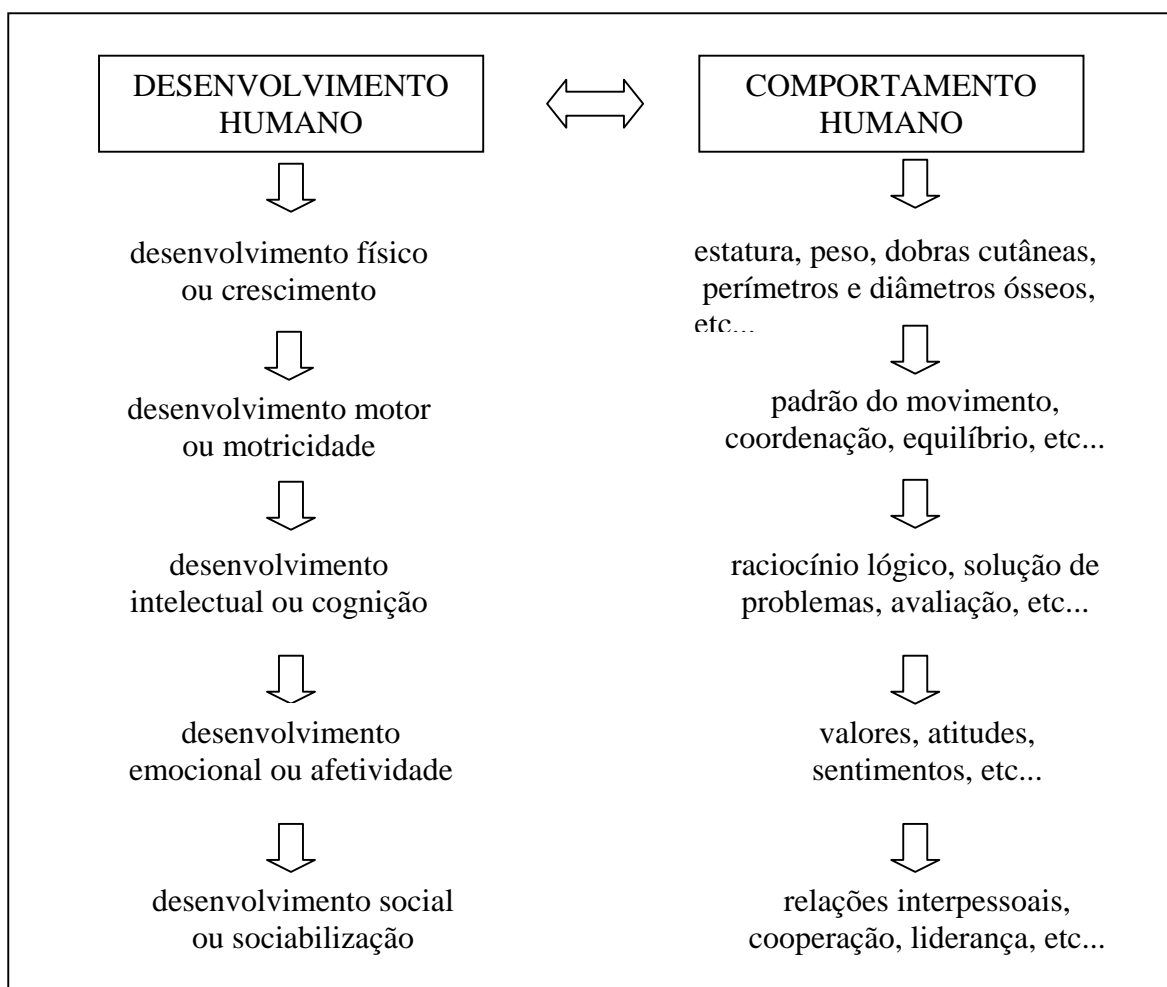 DESENVOLVIMENTO
HUMANO
COMPORTAMENTO
HUMANO
desenvolvimento físico
ou crescimento
estatura, peso, dobras cutâneas,
perímetros e diâmetros ósseos,
etc...
desenvolvimento motor
ou motricidade
padrão do movimento,
coordenação, equilíbrio, etc...
desenvolvimento
intelectual ou cognição
raciocínio lógico, solução de
problemas, avaliação, etc...
desenvolvimento
emocional ou afetividade
valores, atitudes,
sentimentos, etc...
desenvolvimento social
ou sociabilização
relações interpessoais,
cooperação, liderança, etc...